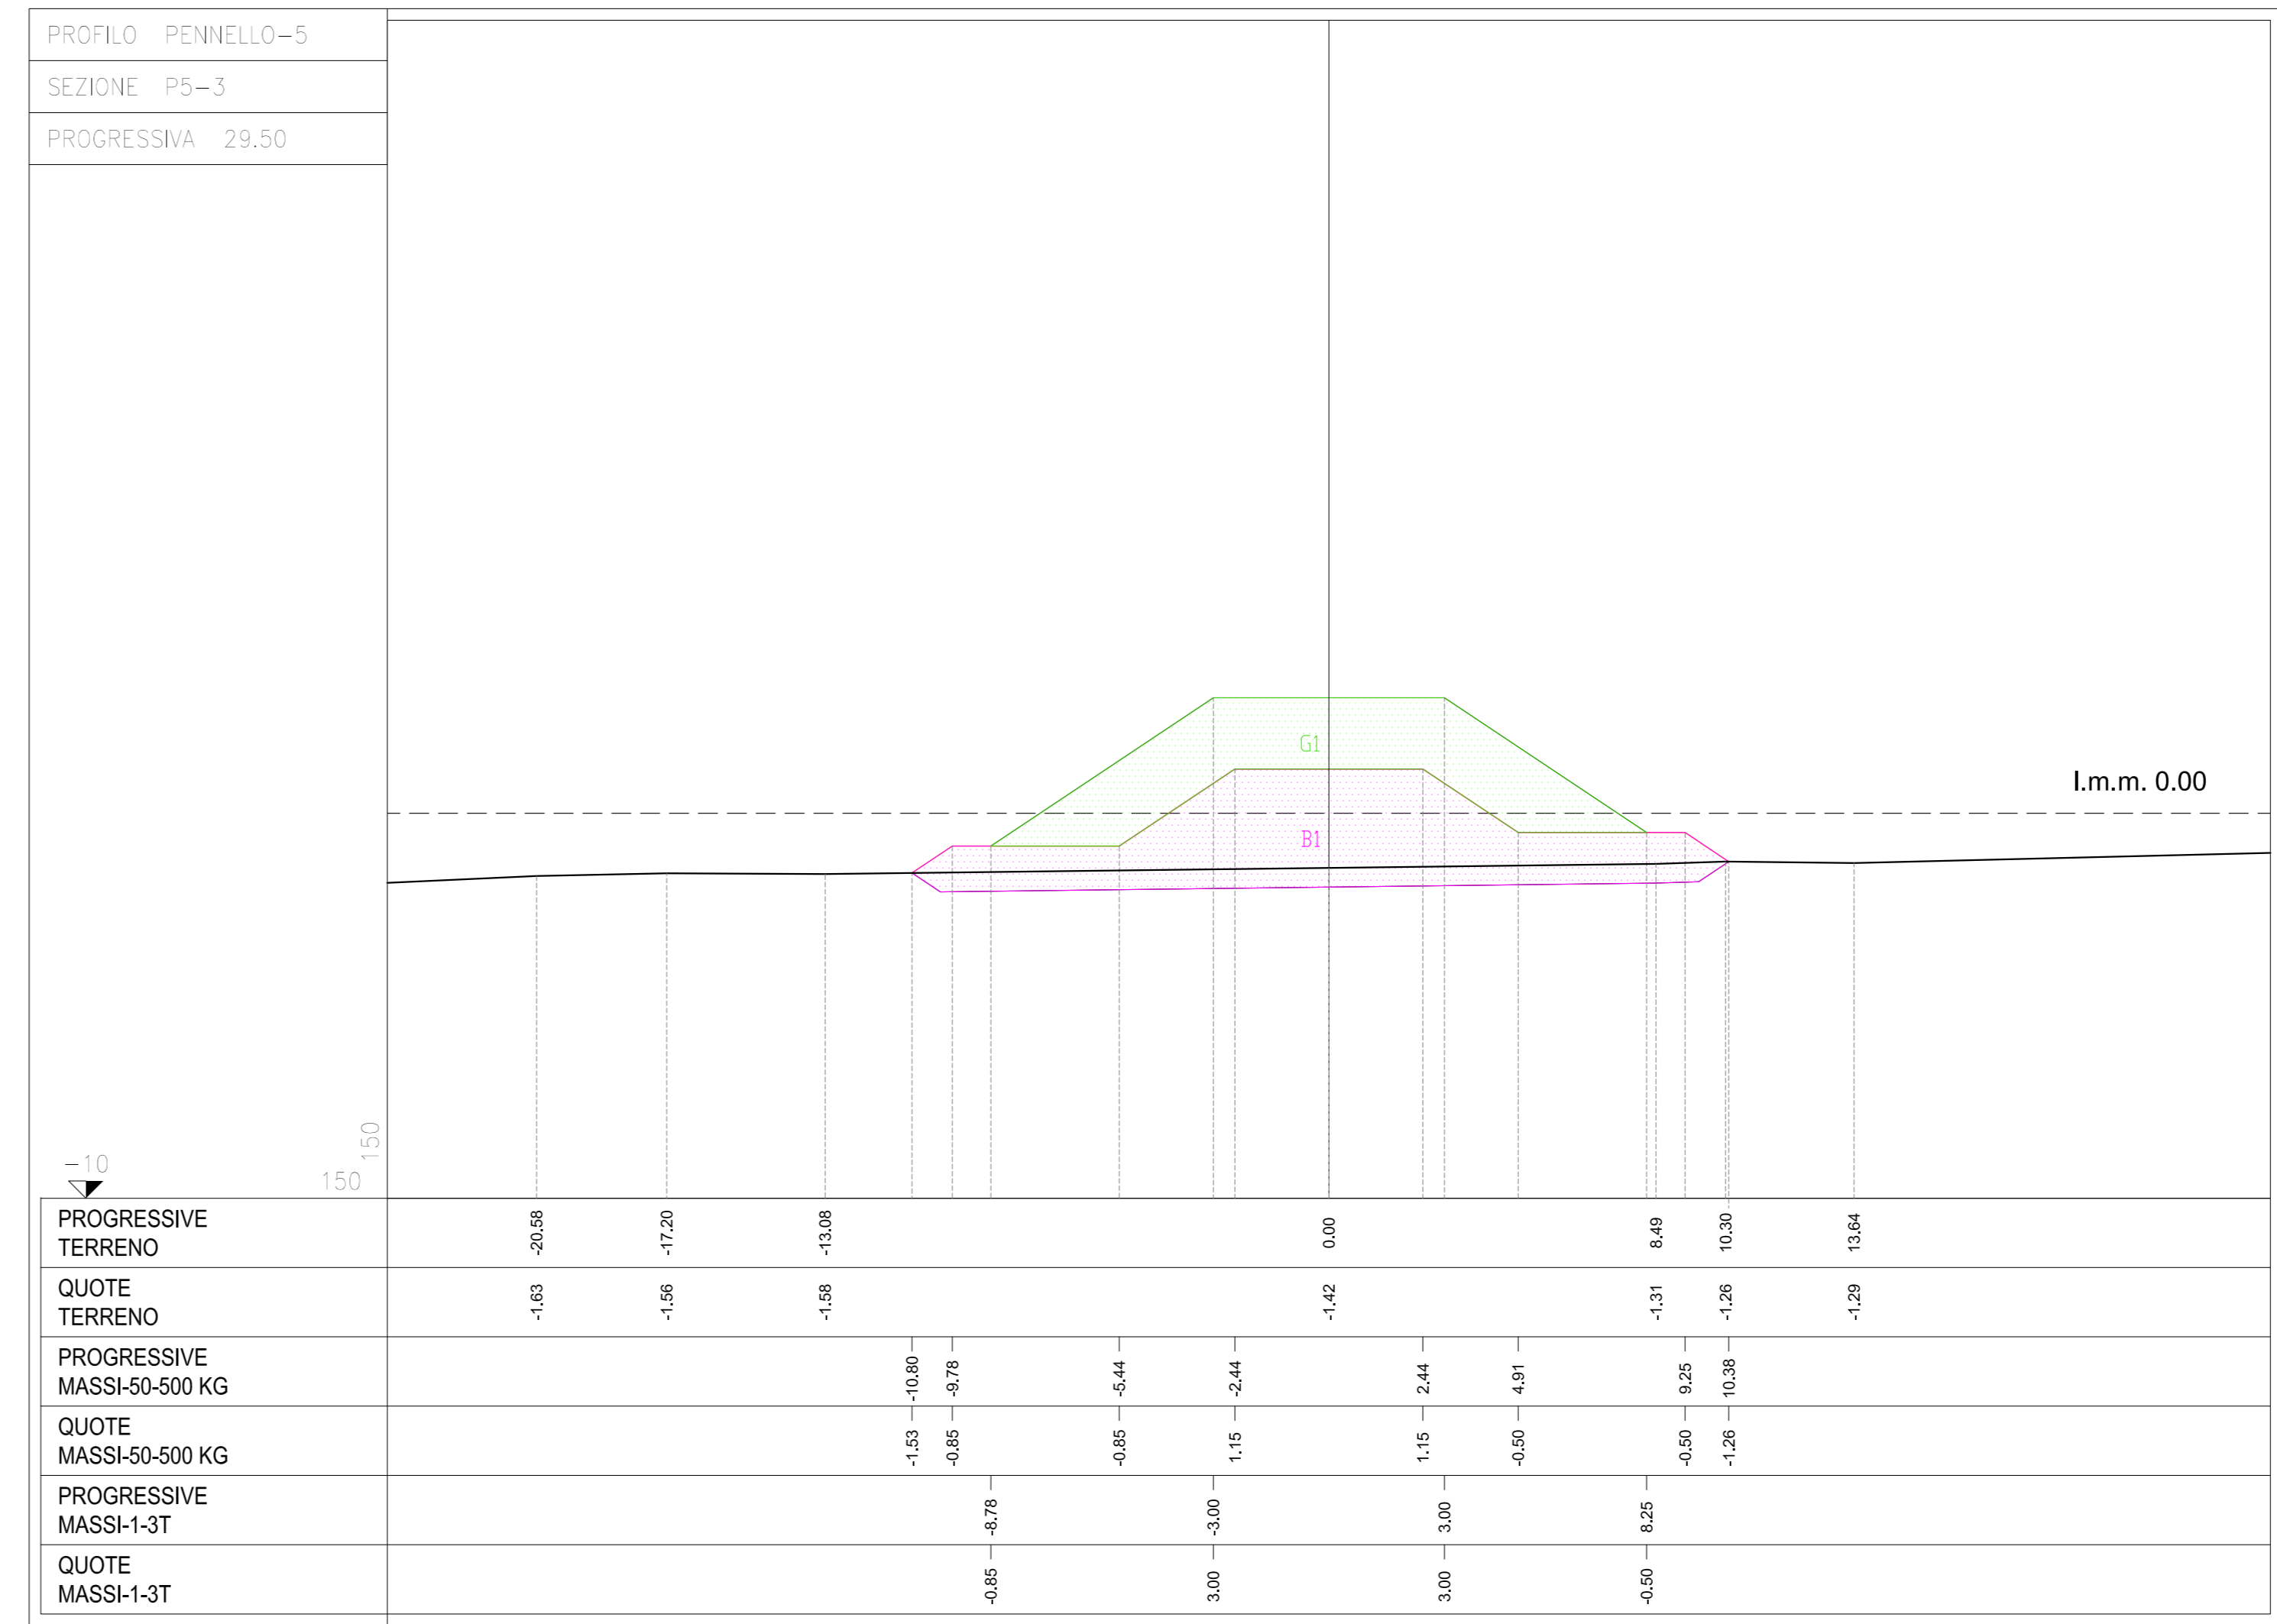 PROFILO PENNELLO-5
SEZIONE P5-3
PROGRESSIVA 29.50
G1
l.m.m. 0.00
B1
150
-10
150
PROGRESSIVE
TERRENO
-20.58 -17.20 -13.08 0.00 8.49 10.30 13.64
QUOTE
TERRENO
-1.63 -1.56 -1.58 -1.42 -1.31 -1.26 -1.29
PROGRESSIVE
MASSI-50-500 KG
-10.80 -9.78 -5.44 -2.44 2.44 4.91 9.25 10.38
QUOTE
MASSI-50-500 KG
-1.53 -0.85 -0.85 1.15 1.15 -0.50 -0.50 -1.26
PROGRESSIVE
MASSI-1-3T
-8.78 -3.00 3.00 8.25
QUOTE
MASSI-1-3T
-0.85 3.00 3.00 -0.50